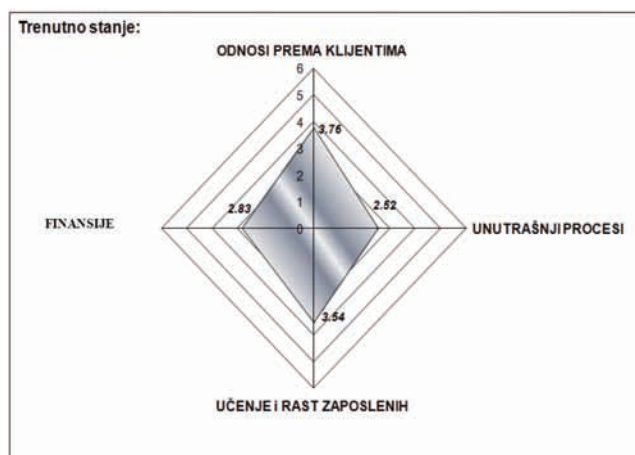 Trenutno stanje:
ODNOSI PREMA KLIJENTIMA
6
5
4
3.76
3
2
2.83
2.52
1
FINANSIJE
0
UNUTRAŠNJI PROCESI
3.54
UČENJE i RAST ZAPOSLENIH